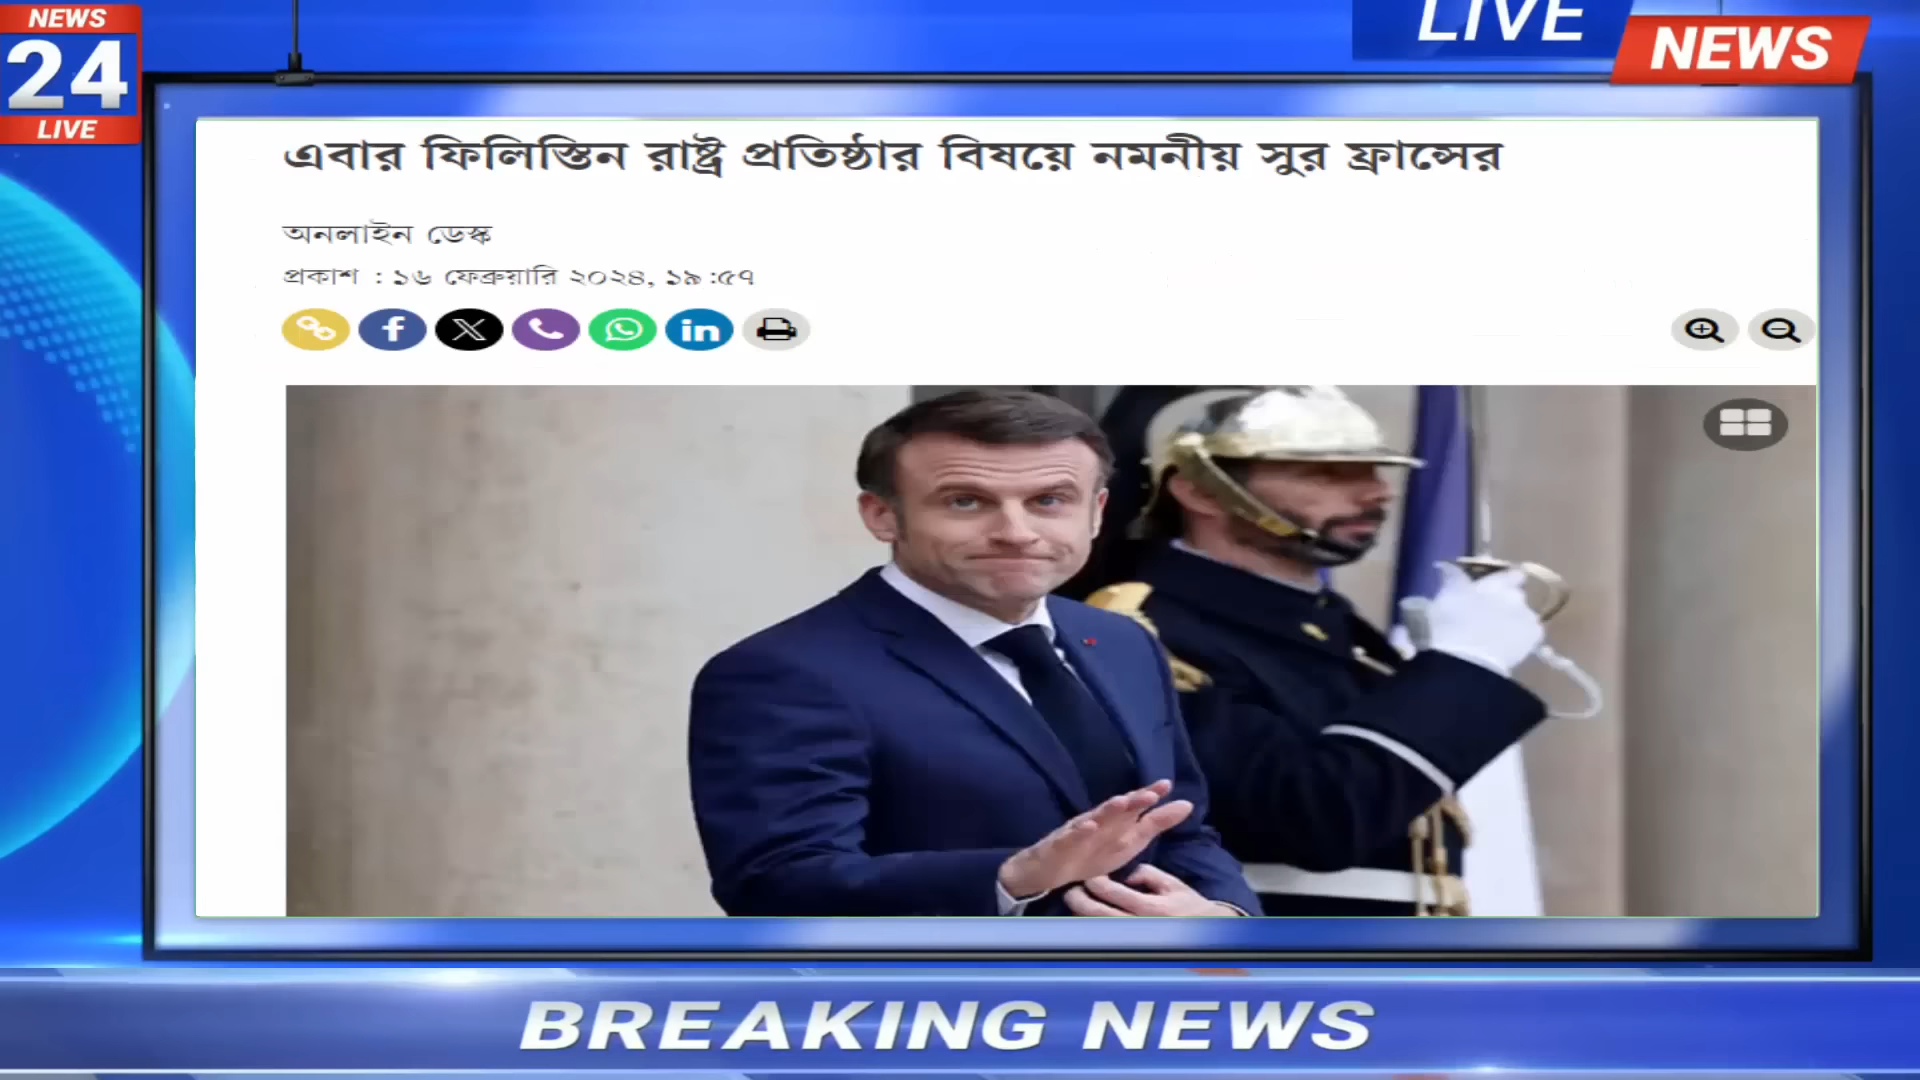 NEWS
24
LIVE
LIVE
NEWS
এবার ফিলিস্তিন রাষ্ট্র প্রতিষ্ঠার বিষয়ে নমনীয় সুর ফ্রান্সের
অনলাইন ডেস্ক
প্রকাশ : ১৬ ফেব্রুয়ারি ২০২৪, ১৯:৫৭
BREAKING NEWS